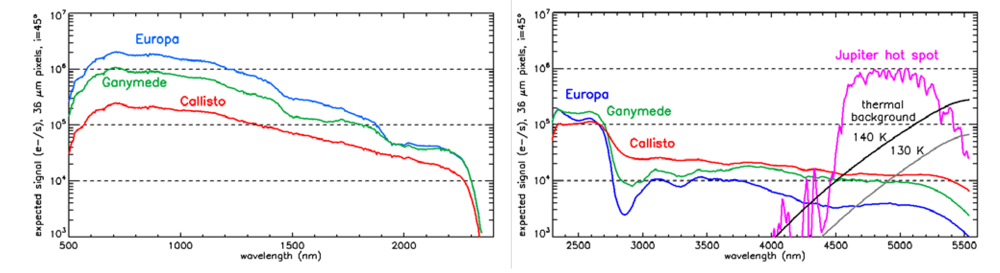 expected signal (e-/s), 36 µm pixels, i=45°
10⁷
10⁶
10⁵
10⁴
10³
Europa
Ganymede
Callisto
500 1000 1500 2000
wavelength (nm)
expected signal (e-/s), 36 µm pixels, i=45°
10⁷
10⁶
10⁵
10⁴
10³
Jupiter hot spot
Europa
Ganymede
thermal
background
140 K
130 K
Callisto
2500 3000 3500 4000 4500 5000 5500
wavelength (nm)